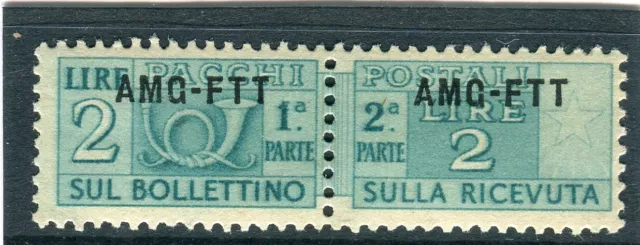 LIRE PACCHI POSTALI
AMG-FTT AMG-FTT
LIRE
2 1ª 2ª 2
PARTE PARTE
SUL BOLLETTINO SULLA RICEVUTA